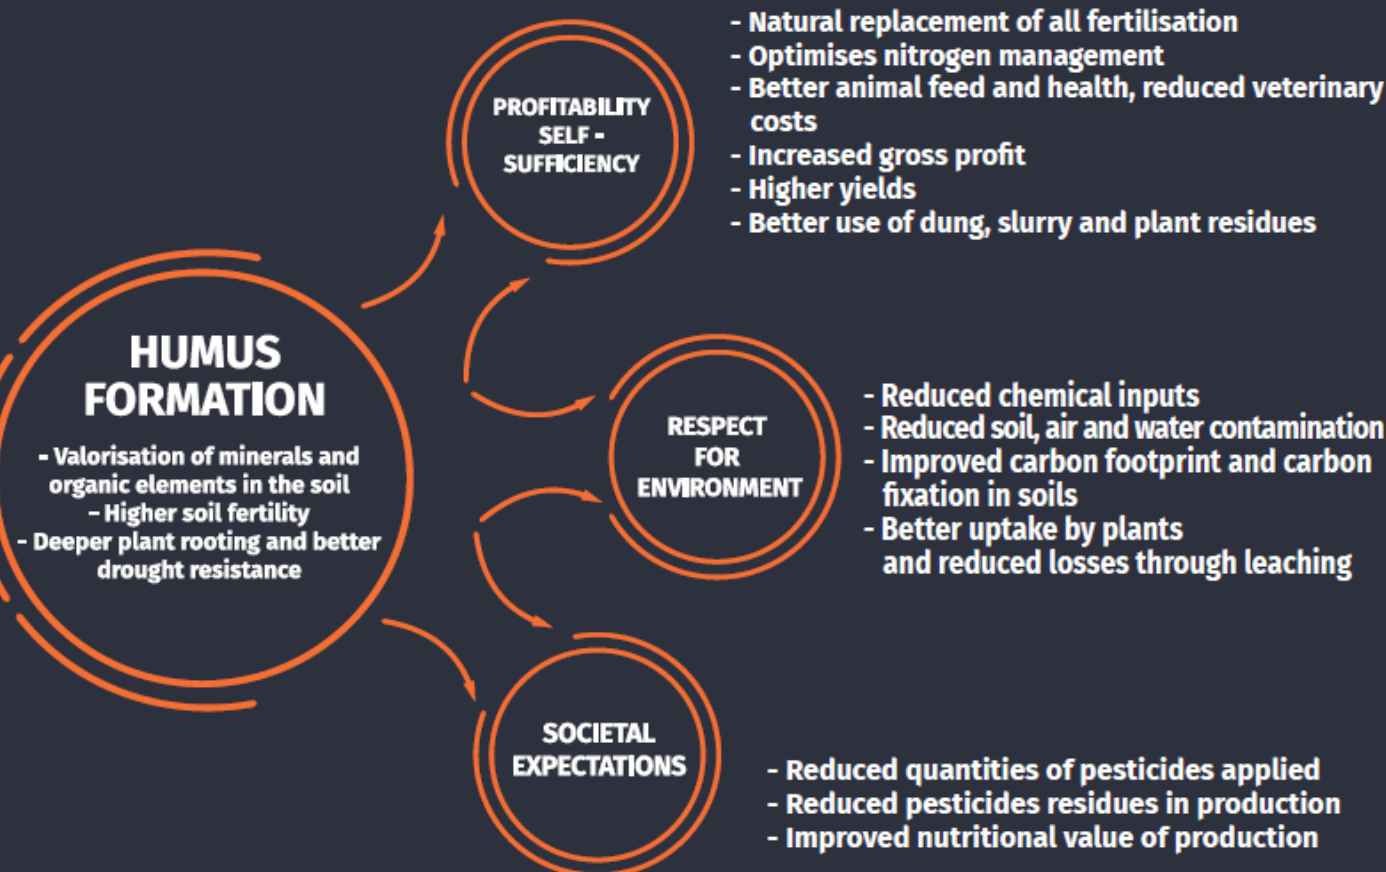 HUMUS
FORMATION
- Valorisation of minerals and
organic elements in the soil
– Higher soil fertility
- Deeper plant rooting and better
drought resistance
PROFITABILITY
SELF -
SUFFICIENCY
- Natural replacement of all fertilisation
- Optimises nitrogen management
- Better animal feed and health, reduced veterinary
costs
- Increased gross profit
- Higher yields
- Better use of dung, slurry and plant residues
RESPECT
FOR
ENVIRONMENT
- Reduced chemical inputs
- Reduced soil, air and water contamination
- Improved carbon footprint and carbon
fixation in soils
- Better uptake by plants
and reduced losses through leaching
SOCIETAL
EXPECTATIONS
- Reduced quantities of pesticides applied
- Reduced pesticides residues in production
- Improved nutritional value of production